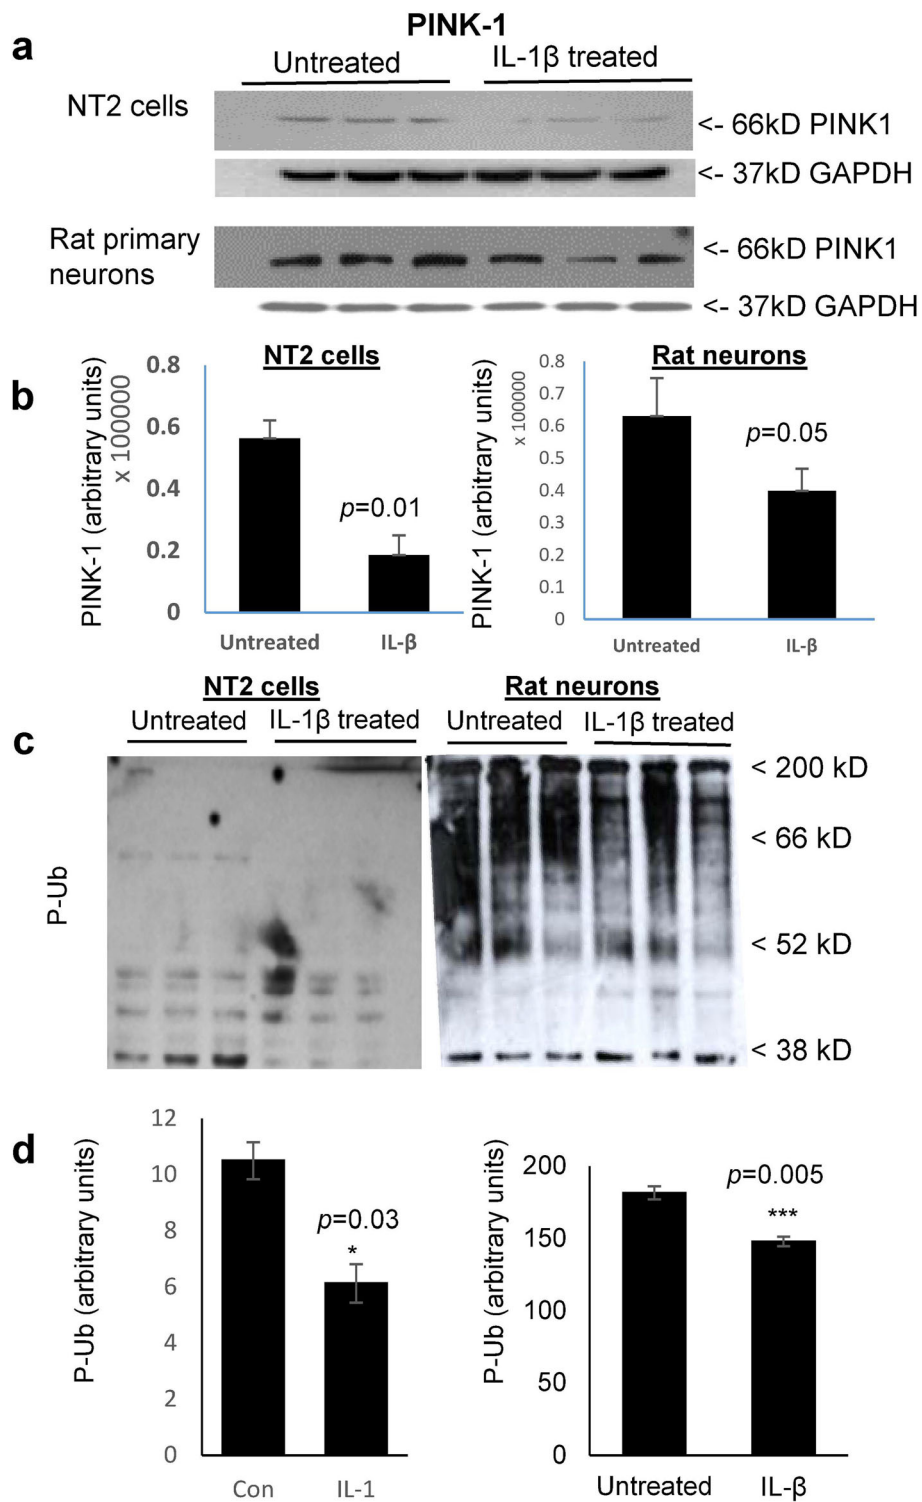 PINK-1
a
Untreated
IL-1β treated
NT2 cells
<- 66kD PINK1
<- 37kD GAPDH
Rat primary
neurons
<- 66kD PINK1
<- 37kD GAPDH
b
NT2 cells
PINK-1 (arbitrary units)
x 100000
0.8
0.6
0.4
0.2
0
p=0.01
Untreated
IL-β
Rat neurons
PINK-1 (arbitrary units)
x 100000
0.8
0.7
0.6
0.5
0.4
0.3
0.2
0.1
0
p=0.05
Untreated
IL-β
c
NT2 cells
Rat neurons
Untreated
IL-1β treated
Untreated
IL-1β treated
P-Ub
< 200 kD
< 66 kD
< 52 kD
< 38 kD
d
P-Ub (arbitrary units)
12
10
8
6
4
2
0
p=0.03
*
Con
IL-1
P-Ub (arbitrary units)
200
150
100
50
0
p=0.005
***
Untreated
IL-β